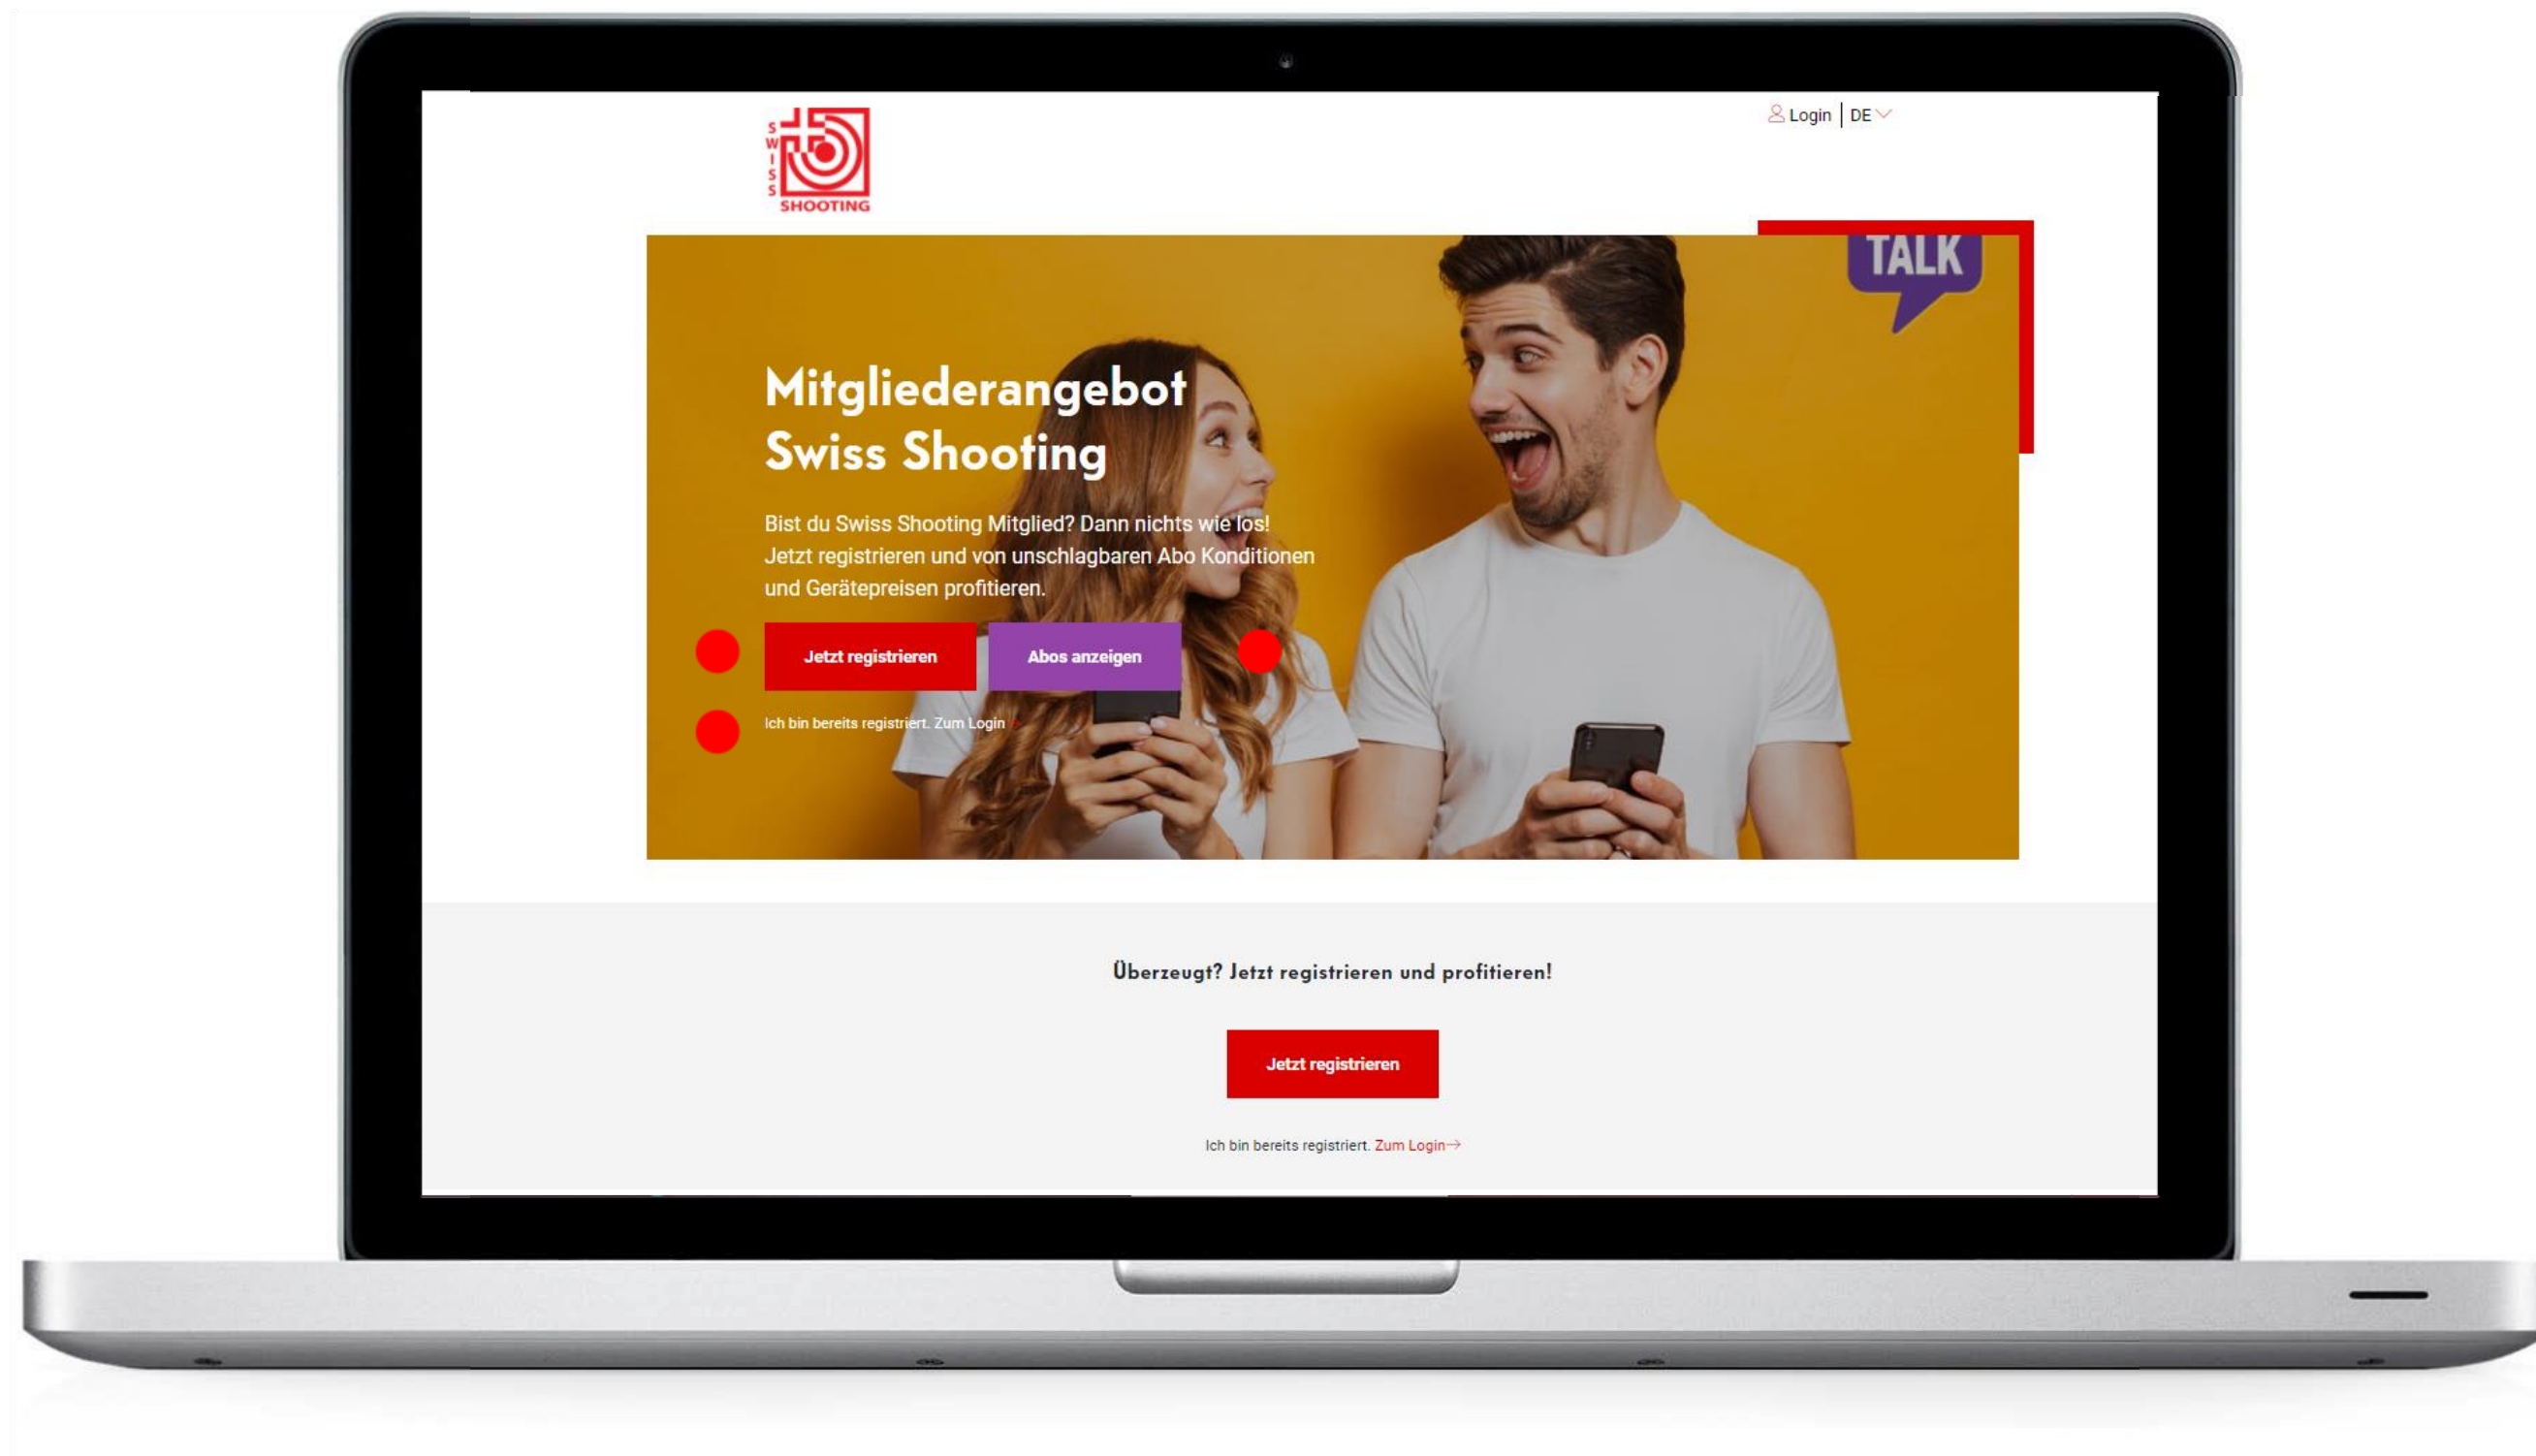 SWISS
SHOOTING
Login | DE
TALK
Mitgliederangebot
Swiss Shooting
Bist du Swiss Shooting Mitglied? Dann nichts wie los!
Jetzt registrieren und von unschlagbaren Abo Konditionen
und Gerätepreisen profitieren.
Jetzt registrieren
Abos anzeigen
Ich bin bereits registriert. Zum Login
Überzeugt? Jetzt registrieren und profitieren!
Jetzt registrieren
Ich bin bereits registriert. Zum Login→